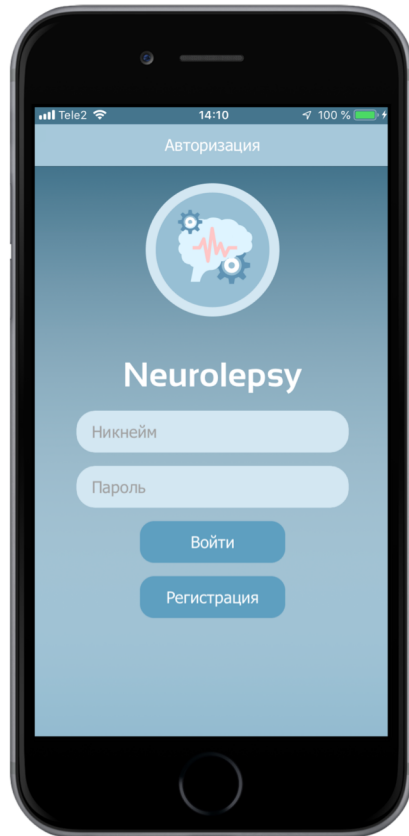 Tele2 14:10 100 %
Авторизация
Neurolepsy
Никнейм
Пароль
Войти
Регистрация